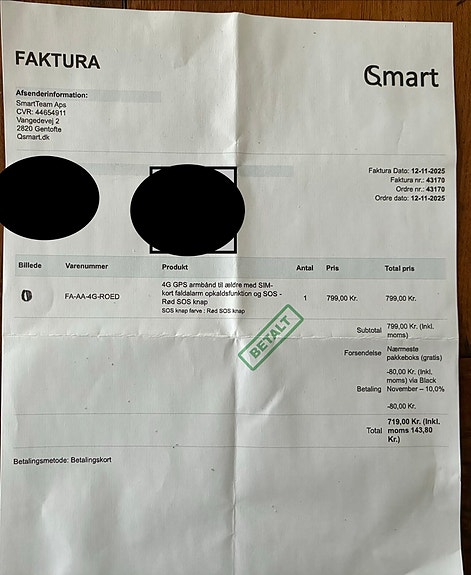 FAKTURA
Qsmart
Afsenderinformation:
SmartTeam Aps
CVR: 44654911
Vangedevej 2
2820 Gentofte
Qsmart.dk
Faktura Dato: 12-11-2025
Faktura nr.: 43170
Ordre nr.: 43170
Ordre dato: 12-11-2025
Billede Varenummer Produkt Antal Pris Total pris
4G GPS armbånd til ældre med SIM-
kort faldalarm opkaldsfunktion og SOS -
Rød SOS knap
FA-AA-4G-ROED 1 799,00 Kr. 799,00 Kr.
SOS knap farve : Rød SOS knap
BETALT
Subtotal 799,00 Kr. (Inkl.
moms)
Forsendelse Nærmeste
pakkeboks (gratis)
-80,00 Kr. (Inkl.
moms) via Black
Betaling November – 10,0%
-80,00 Kr.
719,00 Kr. (Inkl.
Total moms 143,80
Kr.)
Betalingsmetode: Betalingskort